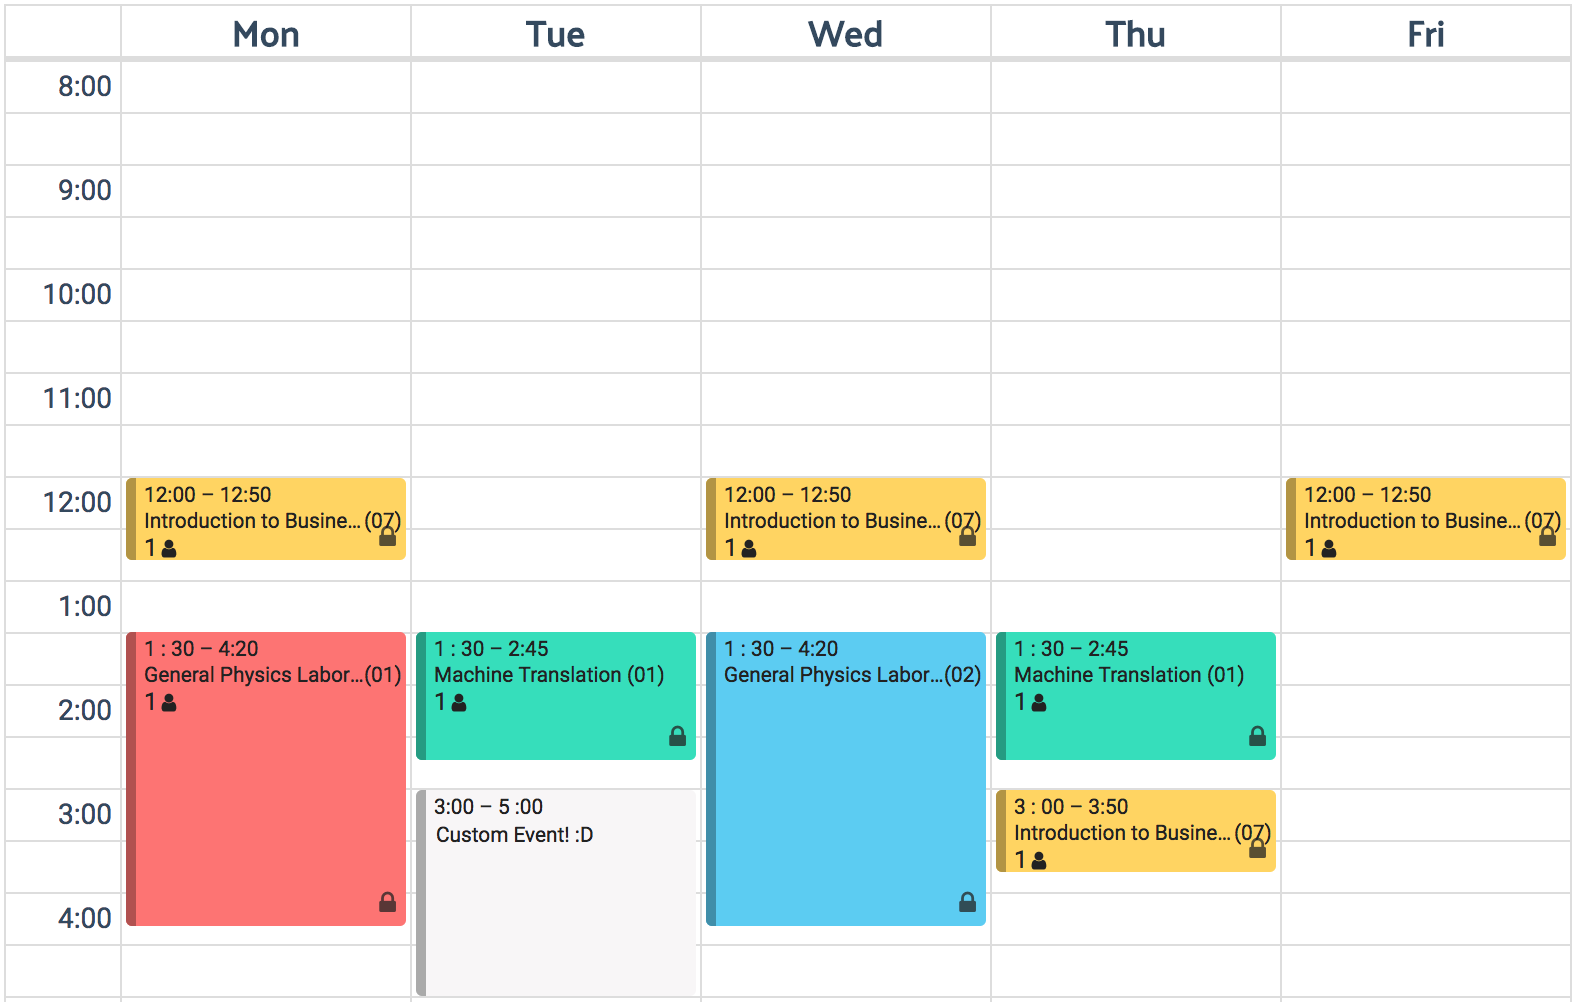 Mon Tue Wed Thu Fri
8:00
9:00
10:00
11:00
12:00
12:00 – 12:50
Introduction to Busine... (07)
1
12:00 – 12:50
Introduction to Busine... (07)
1
12:00 – 12:50
Introduction to Busine... (07)
1
1:00
1 : 30 – 4:20
General Physics Labor...(01)
1
1 : 30 – 2:45
Machine Translation (01)
1
1 : 30 – 4:20
General Physics Labor...(02)
1 : 30 – 2:45
Machine Translation (01)
1
2:00
3:00
3:00 – 5 :00
Custom Event! :D
3 : 00 – 3:50
Introduction to Busine... (07)
1
4:00